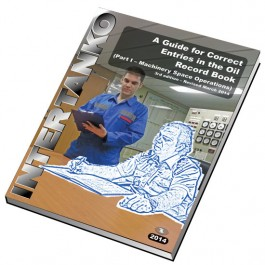 A Guide for Correct
Entries in the Oil
Record Book
(Part I - Machinery Space Operations)
3rd edition - Revised March 2014
INTERTANKO
2014